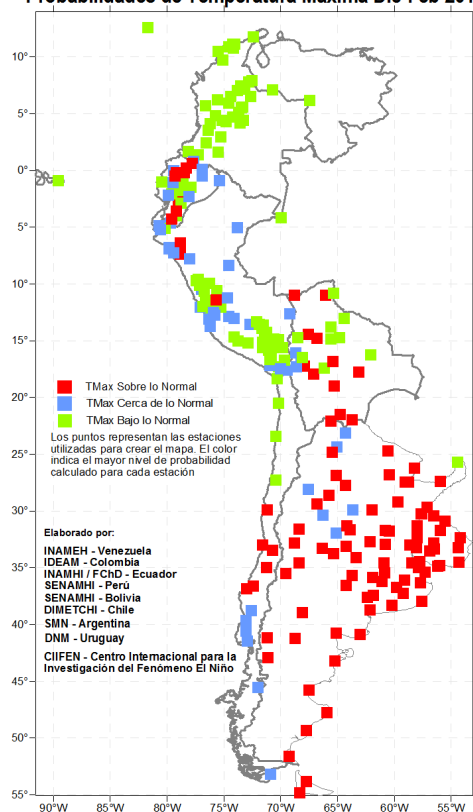 Probabilidades de Temperatura Máxima Dic-Feb 201
10°
5°
0°
5°
10°
15°
20°
25°
30°
35°
40°
45°
50°
55°
TMax Sobre lo Normal
TMax Cerca de lo Normal
TMax Bajo lo Normal
Los puntos representan las estaciones
utilizadas para crear el mapa. El color
indica el mayor nivel de probabilidad
calculado para cada estación
Elaborado por:
INAMEH - Venezuela
IDEAM - Colombia
INAMHI / FChD - Ecuador
SENAMHI - Perú
SENAMHI - Bolivia
DIMETCHI - Chile
SMN - Argentina
DNM - Uruguay
CIIFEN - Centro Internacional para la
Investigación del Fenómeno El Niño
90°W 85°W 80°W 75°W 70°W 65°W 60°W 55°W